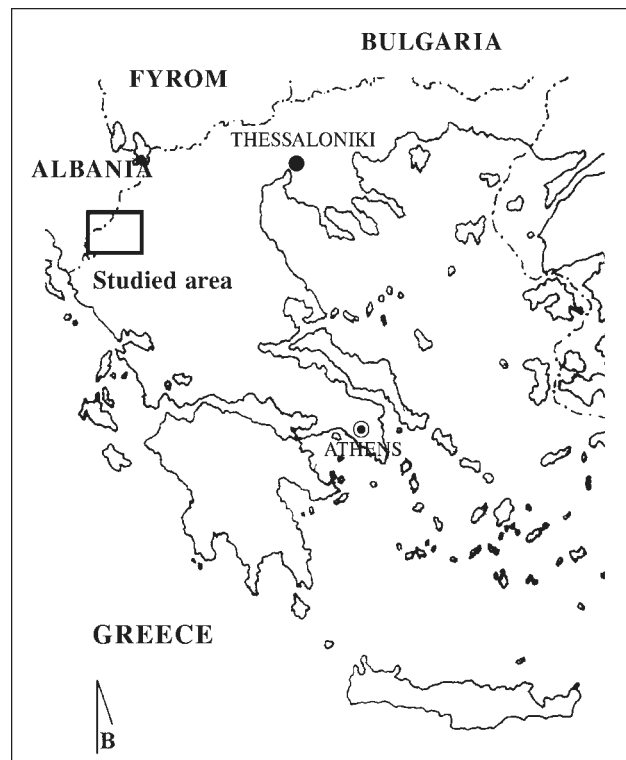 BULGARIA
FYROM
THESSALONIKI
ALBANIA
Studied area
ATHENS
GREECE
B